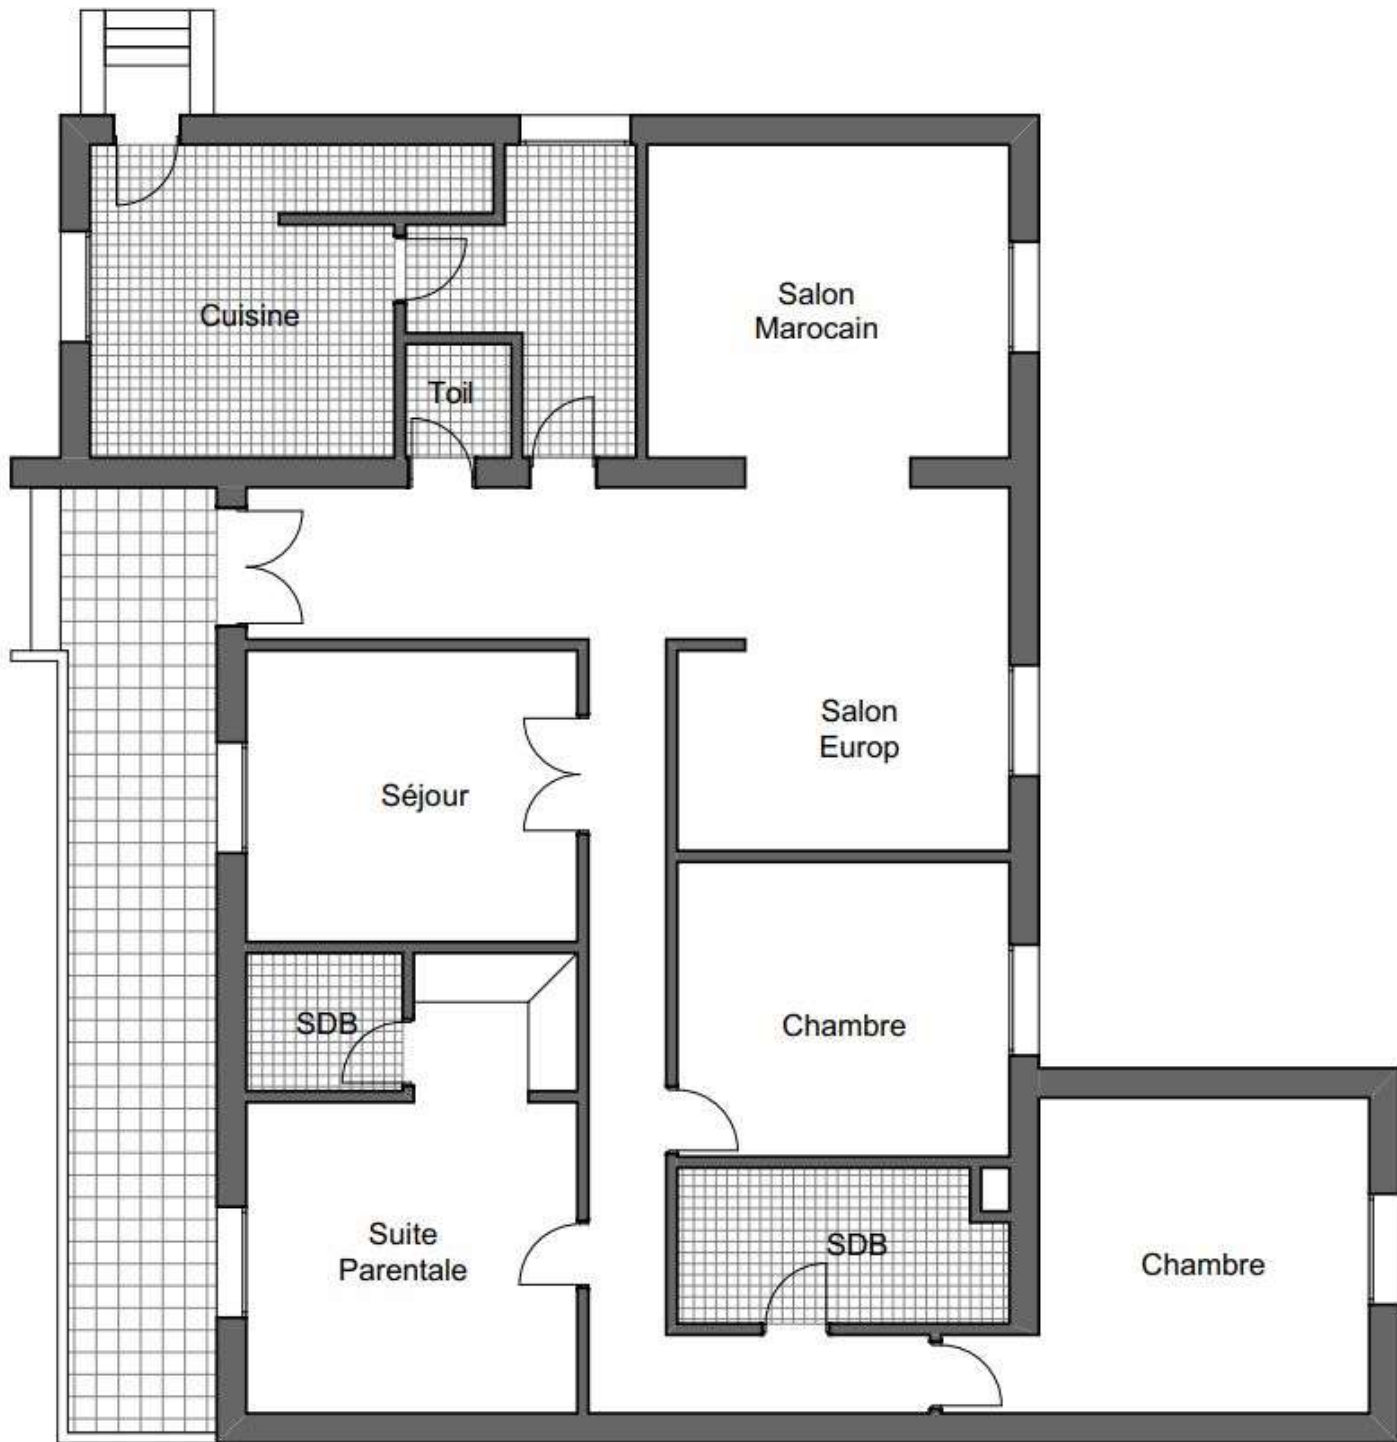 Cuisine
Salon
Marocain
Toil
Salon
Europ
Séjour
SDB
Chambre
Suite
Parentale
SDB
Chambre